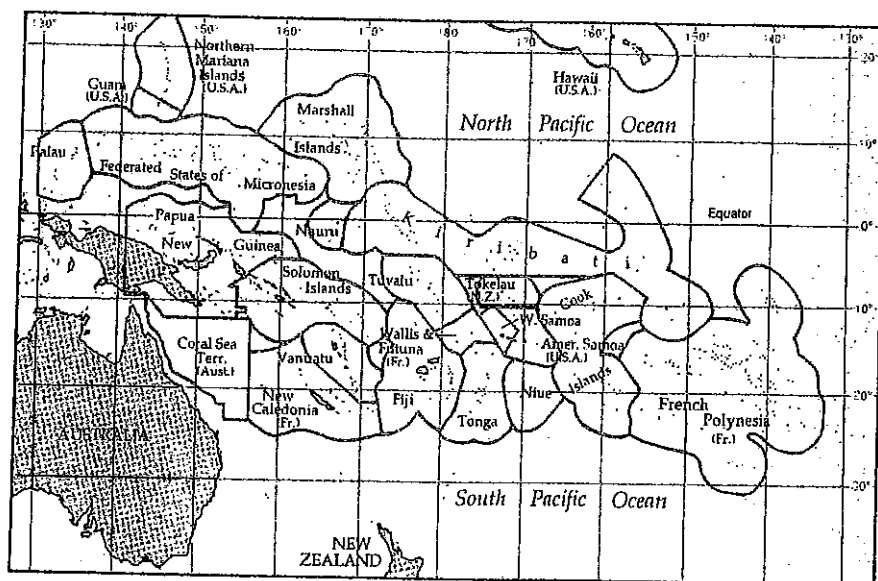 130° 140° 150° 160° 170° 180° 170° 160° 150° 140°
20°
Northern
Mariana
Islands
(U.S.A.)
Guam
(U.S.A.)
Hawaii
(U.S.A.)
Marshall
Islands
North Pacific Ocean
10°
Palau
Federated States of Micronesia
Papua
New Guinea
Nauru
Kiribati
Equator
0°
Solomon
Islands
Tuvalu
Tokelau
(N.Z.)
Cook
Islands
10°
W. Samoa
Wallis &
Futuna
(Fr.)
Amer. Samoa
(U.S.A.)
Coral Sea
Terr.
(Aust.)
Vanuatu
New
Caledonia
(Fr.)
Fiji
Tonga
Niue
French
Polynesia
(Fr.)
20°
AUSTRALIA
South Pacific Ocean
30°
NEW
ZEALAND